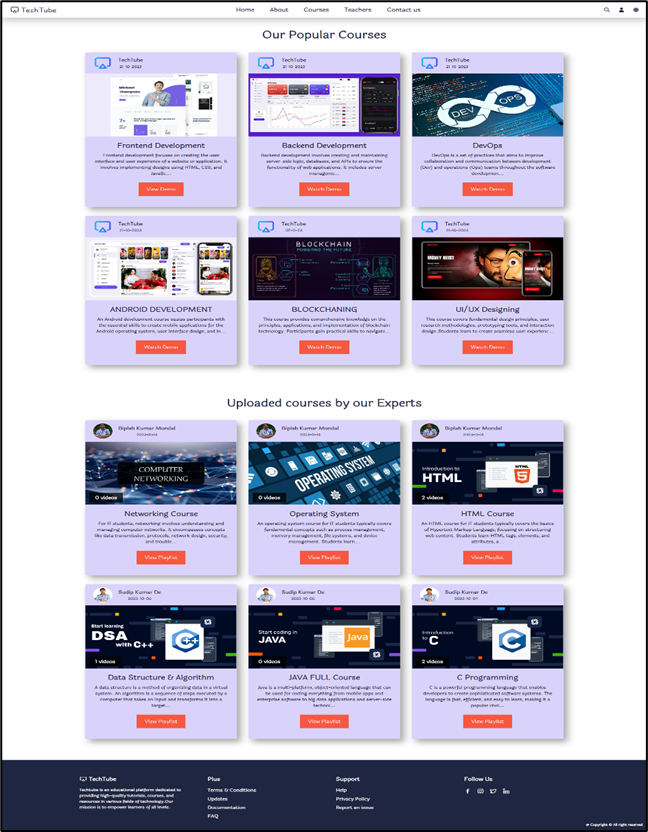 TechTube
Home About Courses Teachers Contact us
Our Popular Courses
TechTube
21-10-2023
TechTube
21-10-2023
TechTube
21-10-2023
DEV OPS
Frontend Development
Frontend development focuses on creating the user
interface and user experience of a website or application. It
involves implementing designs using HTML, CSS, and
View Demo
Backend Development
Backend development involves creating and maintaining
server-side logic, databases, and APIs to ensure the
functionality of web applications. It includes server
Watch Demo
DevOps
DevOps is a set of practices that aims to improve
collaboration and communication between development
(Dev) and operations (Ops) teams throughout the software
Watch Demo
TechTube
TechTube
TechTube
BLOCKCHAIN
POWERING THE FUTURE
MONEY HEIST
ANDROID DEVELOPMENT
An Android development course equips participants with
the essential skills to create mobile applications for the
Android operating system, user interface design, and in...
Watch Demo
BLOCKCHANING
This course provides comprehensive knowledge on the
principles, applications, and implementation of blockchain
technology. Participants gain practical skills to navigate...
Watch Demo
UI/UX Designing
This course covers fundamental design principles, user
research methodologies, prototyping tools, and interaction
design. Students learn to create seamless user experienc...
Watch Demo
Uploaded courses by our Experts
Biplab Kumar Mondal
Biplab Kumar Mondal
Biplab Kumar Mondal
COMPUTER
NETWORKING
0 videos
OPERATING SYSTEM
0 videos
Introduction to
HTML
HTML
2 videos
Networking Course
For IT students, networking involves understanding and
managing computer networks. It encompasses concepts
like data transmission, protocols, network design, security,
and trouble...
View Playlist
Operating System
An operating system course for IT students typically covers
fundamental concepts such as process management,
memory management, file systems, and device
management. Students learn...
View Playlist
HTML Course
An HTML course for IT students typically covers the basics
of Hypertext Markup Language, focusing on structuring
web content. Students learn HTML tags, elements, and
attributes, a...
View Playlist
Sudip Kumar De
Sudip Kumar De
Sudip Kumar De
Start learning
DSA
with C++
1 videos
Start coding in
JAVA
Java
0 videos
Introduction
to
C
2 videos
Data Structure & Algorithm
A data structure is a method of organizing data in a virtual
system. An algorithm is a sequence of steps executed by a
computer that takes an input and transforms it into a
target...
View Playlist
JAVA FULL Course
Java is a multi-platform, object-oriented language that can
be used for coding everything from mobile apps and
enterprise software to big data applications and server-side
View Playlist
C Programming
C is a powerful programming language that enables
developers to create sophisticated software systems. The
language is fast, efficient, and easy to learn, making it a
popular choi...
View Playlist
TechTube
Techtube is an educational platform dedicated to
providing high-quality tutorials, courses, and
resources in various fields of technology.Our
mission is to empower learners of all levels.
Plus
Terms & Conditions
Updates
Documentation
FAQ
Support
Help
Privacy Policy
Report an issue
Follow Us
Copyright © All right reserved